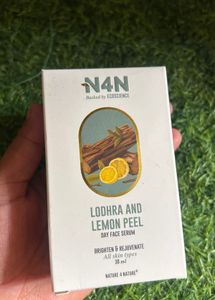 N4N
Backed by ECOSCIENCE
LODHRA AND
LEMON PEEL
DAY FACE SERUM
BRIGHTEN & REJUVENATE
All skin types
30 ml
NATURE 4 NATURE®